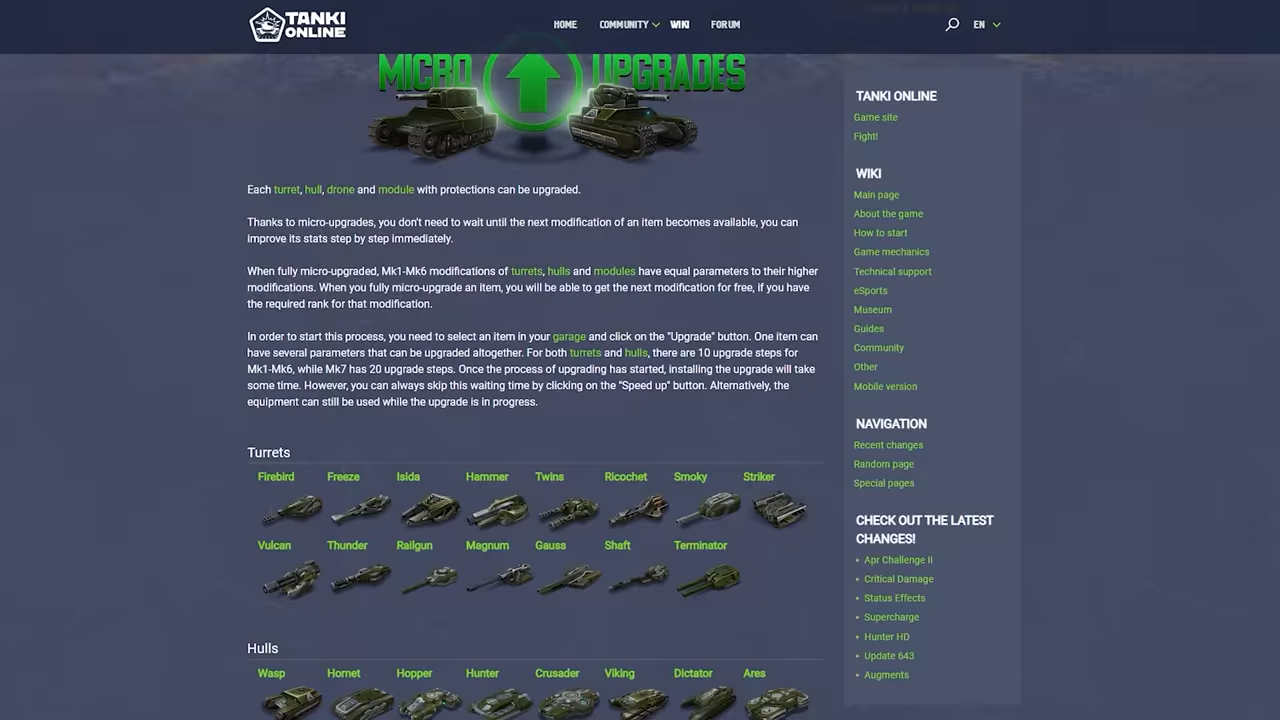 TANKI
ONLINE
HOME COMMUNITY WIKI FORUM
EN
MICRO UPGRADES
Each turret, hull, drone and module with protections can be upgraded.
Thanks to micro-upgrades, you don't need to wait until the next modification of an item becomes available, you can
improve its stats step by step immediately.
When fully micro-upgraded, Mk1-Mk6 modifications of turrets, hulls and modules have equal parameters to their higher
modifications. When you fully micro-upgrade an item, you will be able to get the next modification for free, if you have
the required rank for that modification.
In order to start this process, you need to select an item in your garage and click on the "Upgrade" button. One item can
have several parameters that can be upgraded altogether. For both turrets and hulls, there are 10 upgrade steps for
Mk1-Mk6, while Mk7 has 20 upgrade steps. Once the process of upgrading has started, installing the upgrade will take
some time. However, you can always skip this waiting time by clicking on the "Speed up" button. Alternatively, the
equipment can still be used while the upgrade is in progress.
Turrets
Firebird Freeze Isida Hammer Twins Ricochet Smoky Striker
Vulcan Thunder Railgun Magnum Gauss Shaft Terminator
Hulls
Wasp Hornet Hopper Hunter Crusader Viking Dictator Ares
TANKI ONLINE
Game site
Fight!
WIKI
Main page
About the game
How to start
Game mechanics
Technical support
eSports
Museum
Guides
Community
Other
Mobile version
NAVIGATION
Recent changes
Random page
Special pages
CHECK OUT THE LATEST
CHANGES!
Apr Challenge II
Critical Damage
Status Effects
Supercharge
Hunter HD
Update 643
Augments